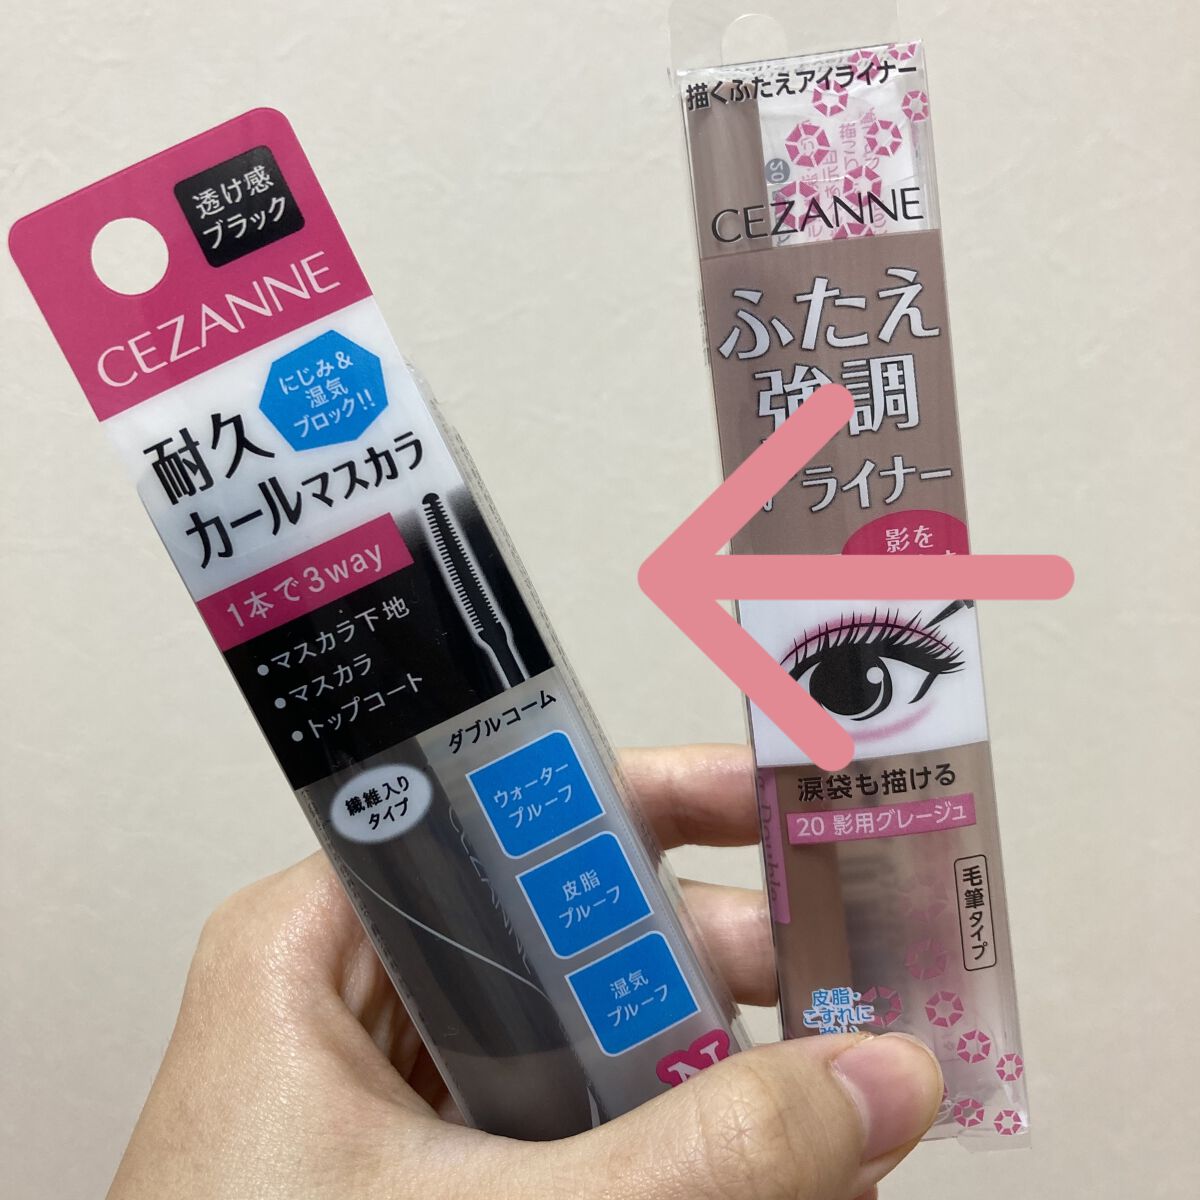 透け感
ブラック
CEZANNE
にじみ&
湿気
ブロック!!
耐久
カールマスカラ
1本で3way
•マスカラ下地
•マスカラ
•トップコート
ダブルコーム
繊維入り
タイプ
ウォーター
プルーフ
皮脂
プルーフ
湿気
プルーフ
N
描くふたえアイライナー
CEZANNE
ふたえ
強調
ライナー
影を
涙袋も描ける
20 影用グレージュ
毛筆タイプ
皮脂・
こすれに
強い